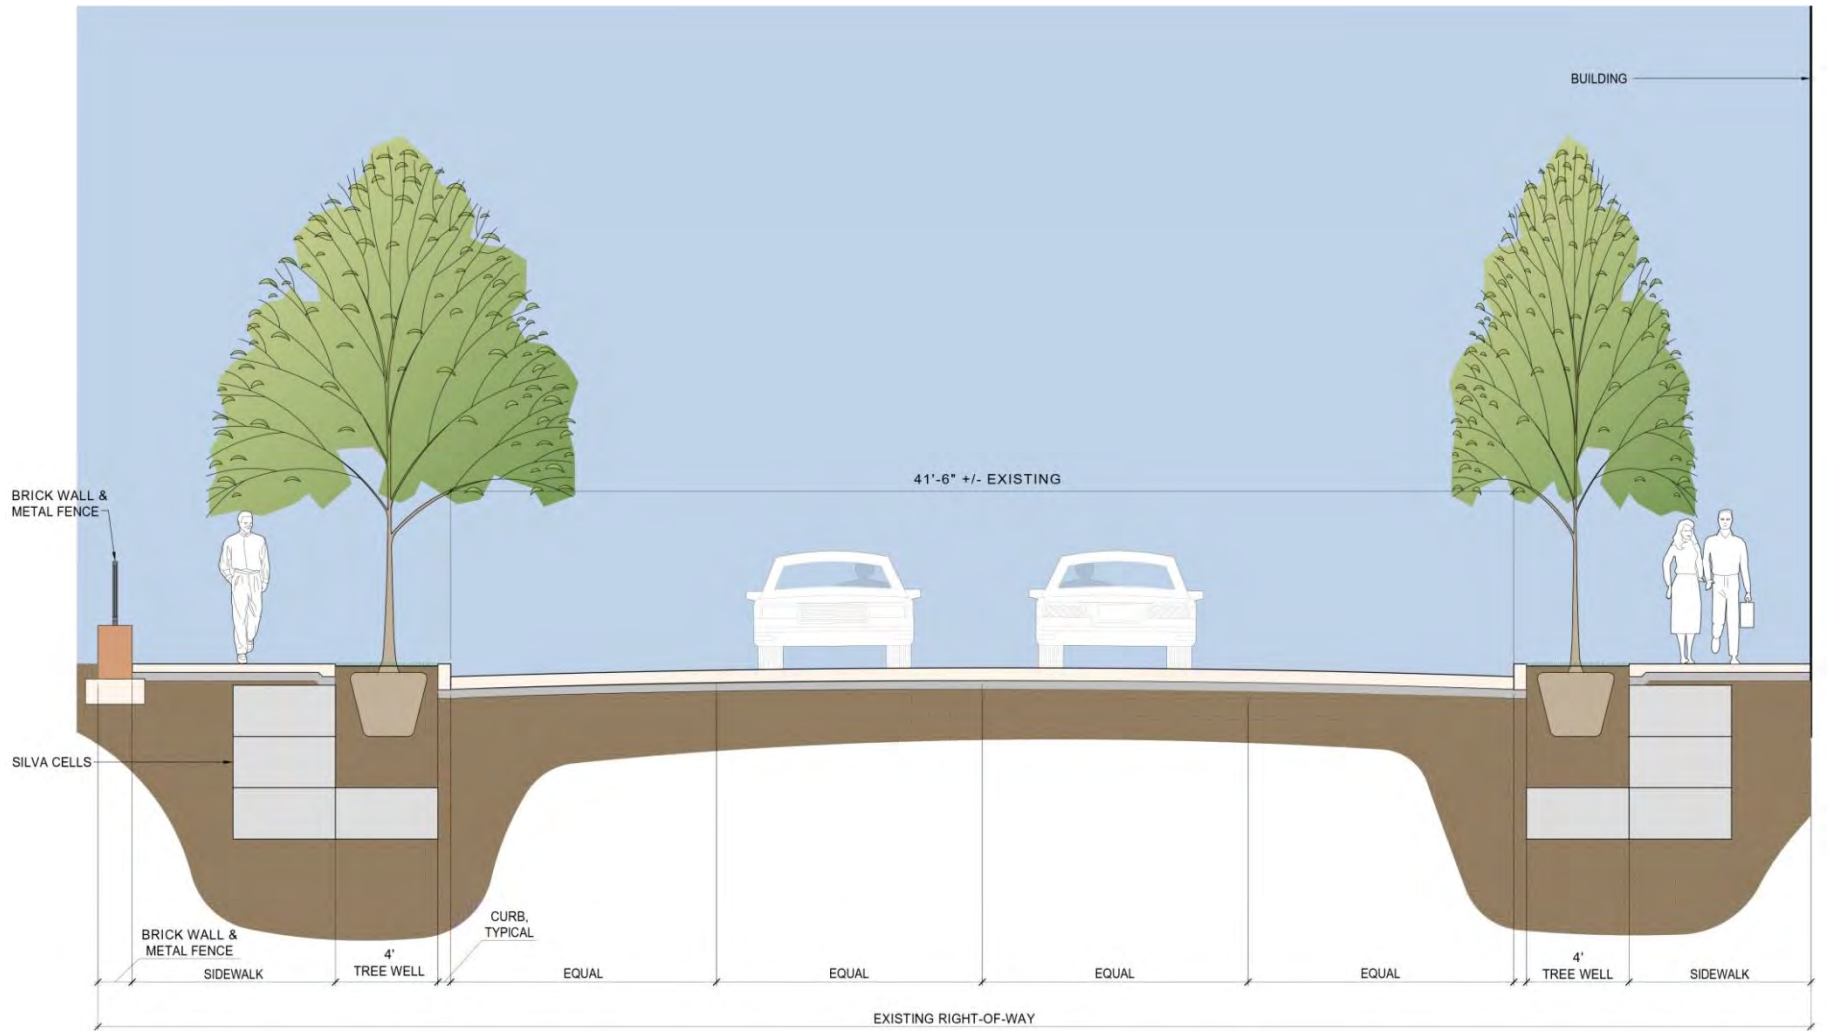 BUILDING
41'-6" +/- EXISTING
BRICK WALL &
METAL FENCE
SILVA CELLS
BRICK WALL &
METAL FENCE
SIDEWALK
4'
TREE WELL
CURB,
TYPICAL
EQUAL
EQUAL
EQUAL
EQUAL
4'
TREE WELL
SIDEWALK
EXISTING RIGHT-OF-WAY